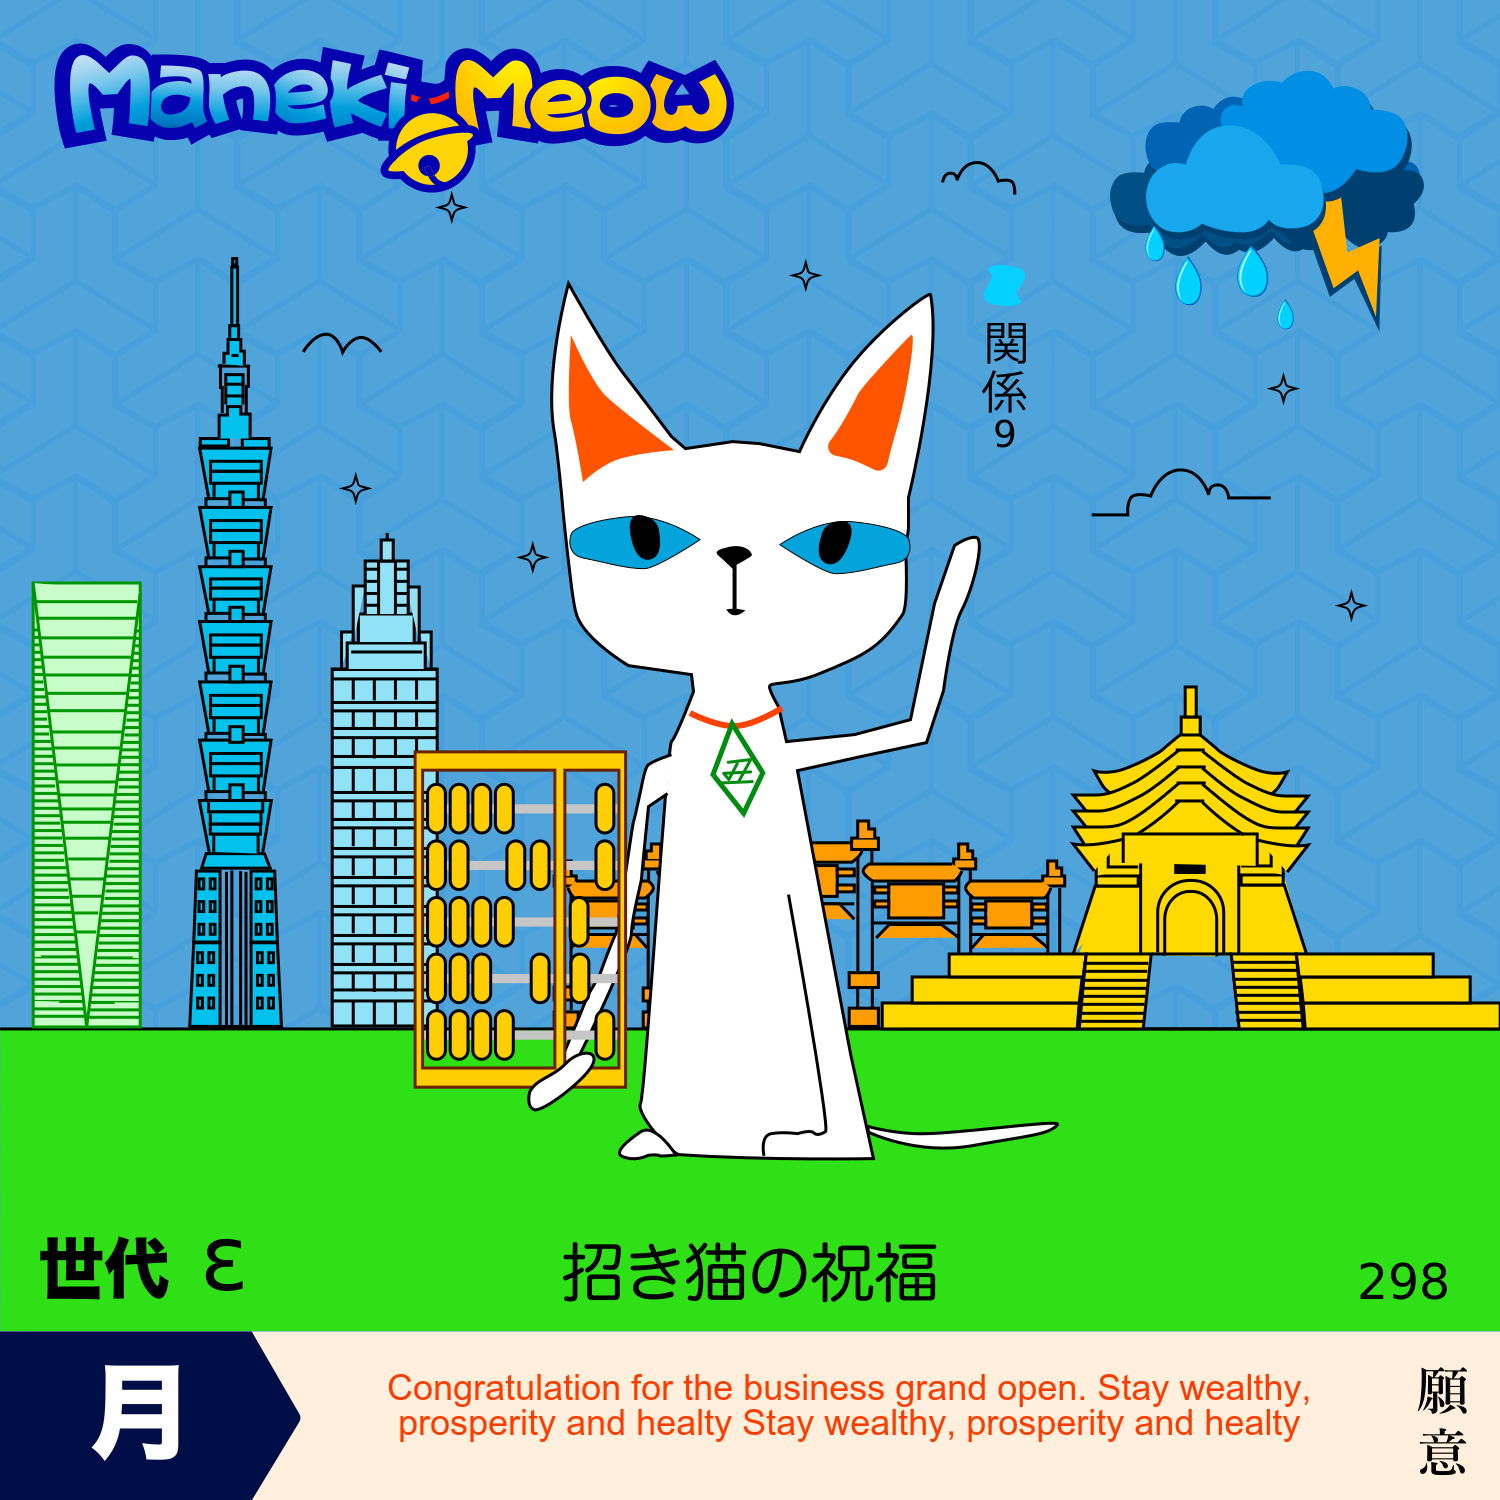 Maneki-Meow
関係9
世代 ε
招き猫の祝福
298
月
Congratulation for the business grand open. Stay wealthy,
prosperity and healty Stay wealthy, prosperity and healty
願意